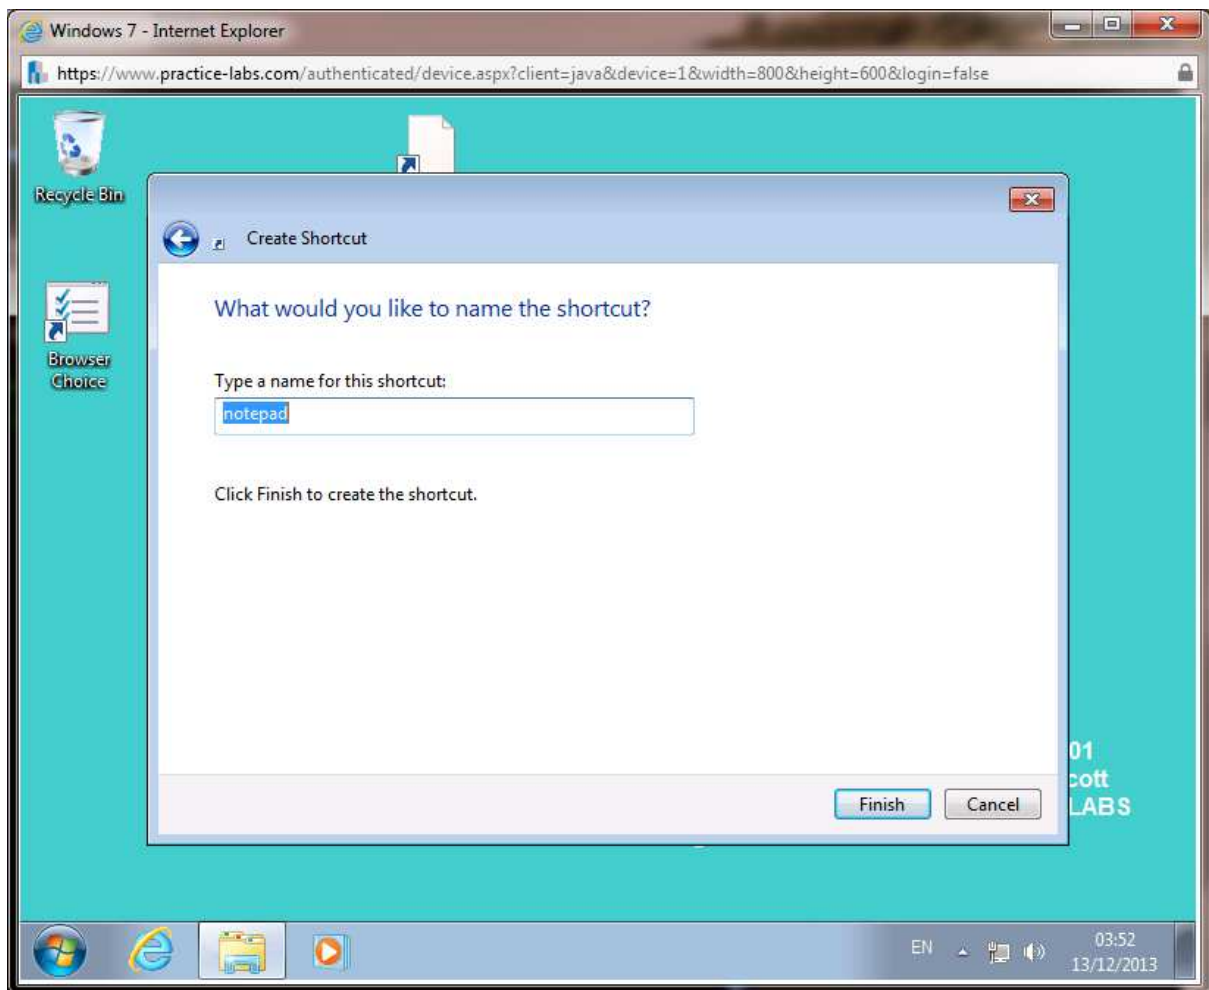 Windows 7 - Internet Explorer
https://www.practice-labs.com/authenticated/device.aspx?client=java&device=1&width=800&height=600&login=false
Recycle Bin
Browser
Choice
Create Shortcut
What would you like to name the shortcut?
Type a name for this shortcut:
notepad
Click Finish to create the shortcut.
Finish
Cancel
01
cott
LABS
EN
03:52
13/12/2013